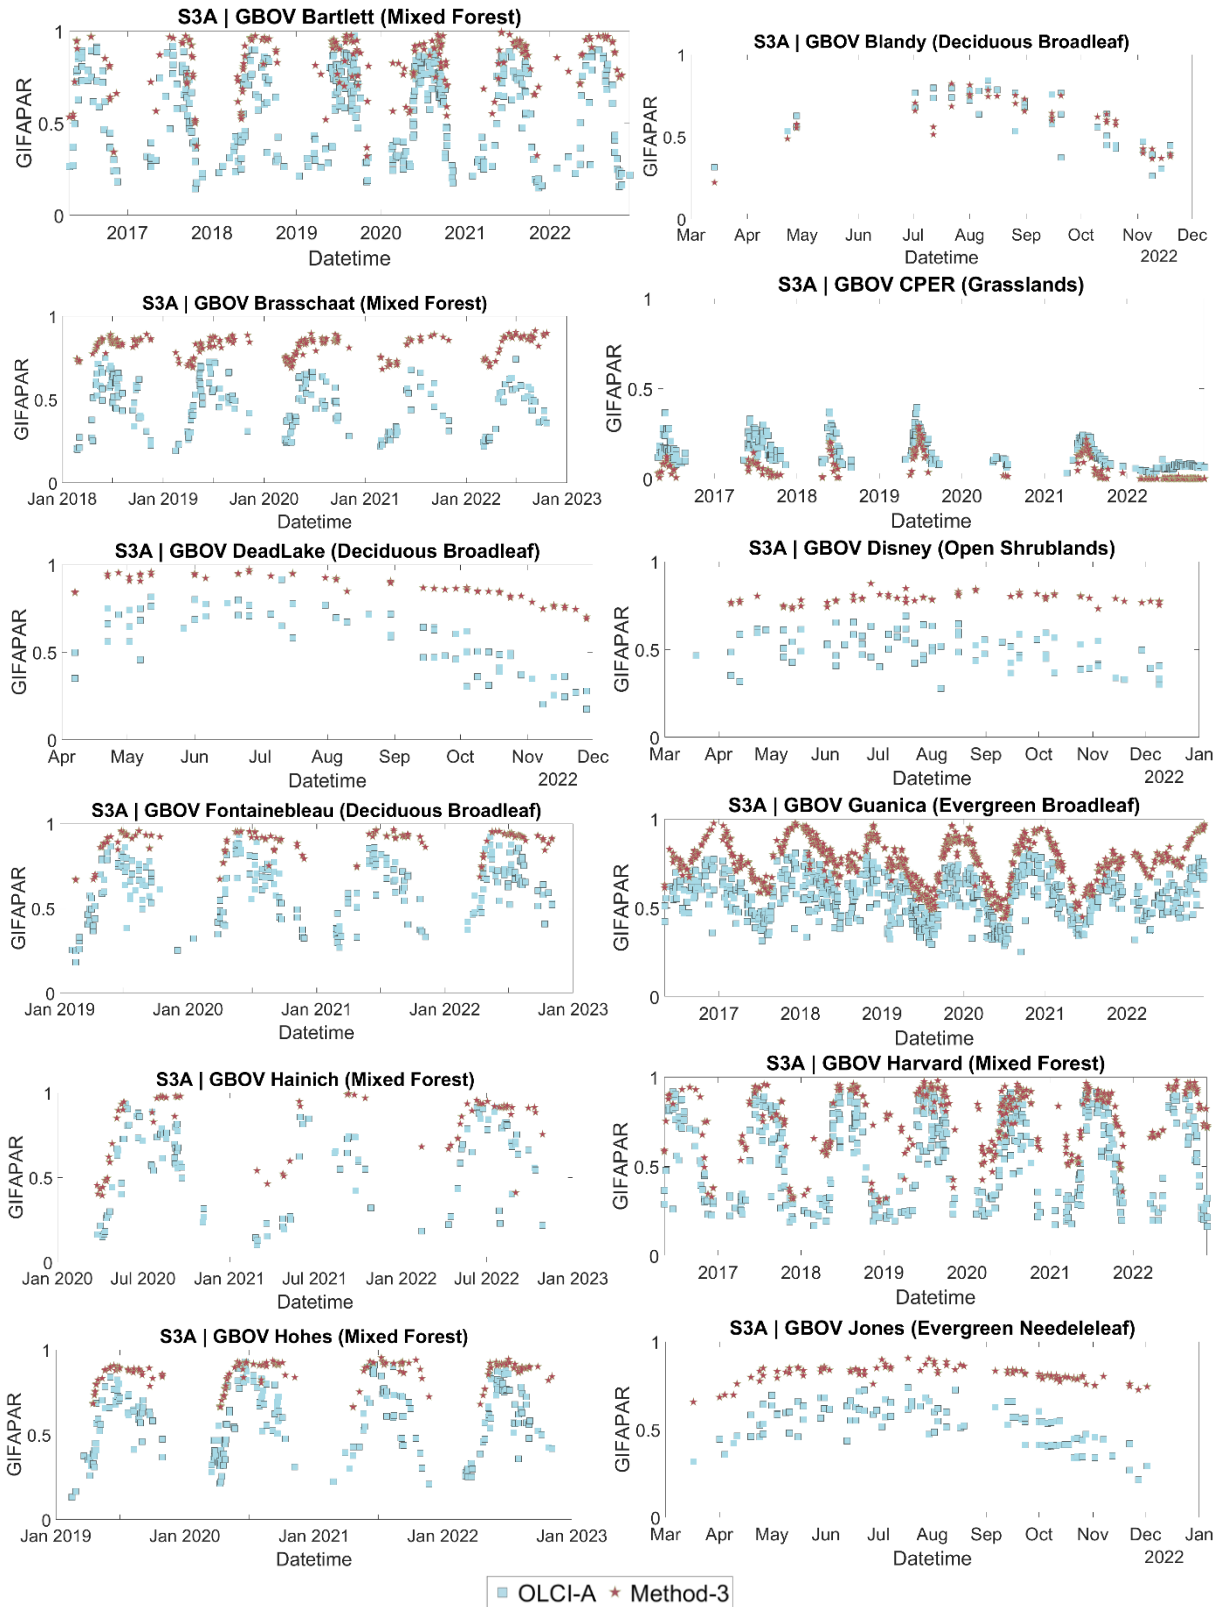 S3A | GBOV Bartlett (Mixed Forest)
1
0.5
0
GIFAPAR
2017 2018 2019 2020 2021 2022
Datetime
S3A | GBOV Blandy (Deciduous Broadleaf)
1
0.5
0
GIFAPAR
Mar Apr May Jun Jul Aug Sep Oct Nov Dec
Datetime 2022
S3A | GBOV Brasschaat (Mixed Forest)
1
0.5
0
GIFAPAR
Jan 2018 Jan 2019 Jan 2020 Jan 2021 Jan 2022 Jan 2023
Datetime
S3A | GBOV CPER (Grasslands)
1
0.5
0
GIFAPAR
2017 2018 2019 2020 2021 2022
Datetime
S3A | GBOV DeadLake (Deciduous Broadleaf)
1
0.5
0
GIFAPAR
Apr May Jun Jul Aug Sep Oct Nov Dec
Datetime 2022
S3A | GBOV Disney (Open Shrublands)
1
0.5
0
GIFAPAR
Mar Apr May Jun Jul Aug Sep Oct Nov Dec Jan
Datetime 2022
S3A | GBOV Fontainebleau (Deciduous Broadleaf)
1
0.5
0
GIFAPAR
Jan 2019 Jan 2020 Jan 2021 Jan 2022 Jan 2023
Datetime
S3A | GBOV Guanica (Evergreen Broadleaf)
1
0.5
0
GIFAPAR
2017 2018 2019 2020 2021 2022
Datetime
S3A | GBOV Hainich (Mixed Forest)
1
0.5
0
GIFAPAR
Jan 2020 Jul 2020 Jan 2021 Jul 2021 Jan 2022 Jul 2022 Jan 2023
Datetime
S3A | GBOV Harvard (Mixed Forest)
1
0.5
0
GIFAPAR
2017 2018 2019 2020 2021 2022
Datetime
S3A | GBOV Hohes (Mixed Forest)
1
0.5
0
GIFAPAR
Jan 2019 Jan 2020 Jan 2021 Jan 2022 Jan 2023
Datetime
S3A | GBOV Jones (Evergreen Needeleleaf)
1
0.5
0
GIFAPAR
Mar Apr May Jun Jul Aug Sep Oct Nov Dec Jan
Datetime 2022
OLCI-A Method-3